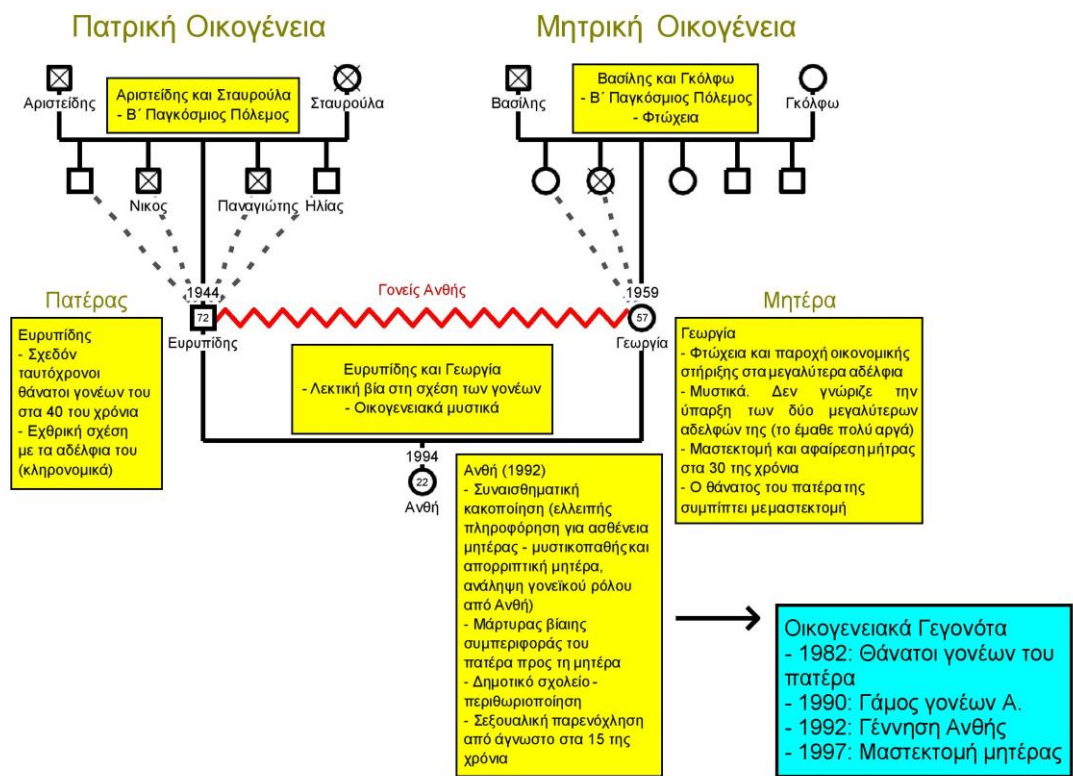 Πατρική Οικογένεια
Μητρική Οικογένεια
Αριστείδης
Αριστείδης και Σταυρούλα
- Β΄ Παγκόσμιος Πόλεμος
Σταυρούλα
Βασίλης
Βασίλης και Γκόλφω
- Β΄ Παγκόσμιος Πόλεμος
- Φτώχεια
Γκόλφω
Νικος
Παναγιώτης
Ηλίας
Πατέρας
1944
72
Ευρυπίδης
Γονείς Ανθής
1959
57
Γεωργία
Μητέρα
Ευρυπίδης
- Σχεδόν
ταυτόχρονοι
θάνατοι γονέων του
στα 40 του χρόνια
- Εχθρική σχέση
με τα αδέλφια του
(κληρονομικά)
Ευρυπίδης και Γεωργία
- Λεκτική βία στη σχέση των γονέων
- Οικογενειακά μυστικά
Γεωργία
- Φτώχεια και παροχή οικονομικής
στήριξης στα μεγαλύτερα αδέλφια
- Μυστικά. Δεν γνώριζε την
ύπαρξη των δύο μεγαλύτερων
αδελφών της (το έμαθε πολύ αργά)
- Μαστεκτομή και αφαίρεση μήτρας
στα 30 της χρόνια
- Ο θάνατος του πατέρα της
συμπίπτει με μαστεκτομή
1994
22
Ανθή
Ανθή (1992)
- Συναισθηματική
κακοποίηση (ελλειπής
πληροφόρηση για ασθένεια
μητέρας - μυστικοπαθής και
απορριπτική μητέρα,
ανάληψη γονεϊκού ρόλου
από Ανθή)
- Μάρτυρας βίαιης
συμπεριφοράς του
πατέρα προς τη μητέρα
- Δημοτικό σχολείο -
περιθωριοποίηση
- Σεξουαλική παρενόχληση
από άγνωστο στα 15 της
χρόνια
Οικογενειακά Γεγονότα
- 1982: Θάνατοι γονέων του
πατέρα
- 1990: Γάμος γονέων Α.
- 1992: Γέννηση Ανθής
- 1997: Μαστεκτομή μητέρας